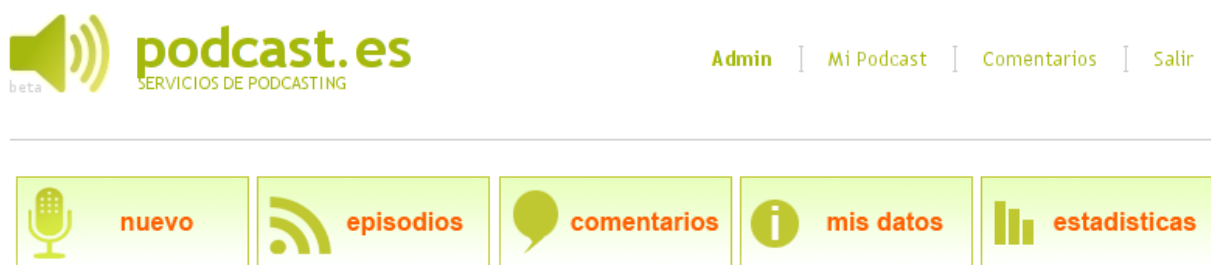 podcast.es
SERVICIOS DE PODCASTING
beta
Admin | Mi Podcast | Comentarios | Salir
nuevo episodios comentarios mis datos estadisticas